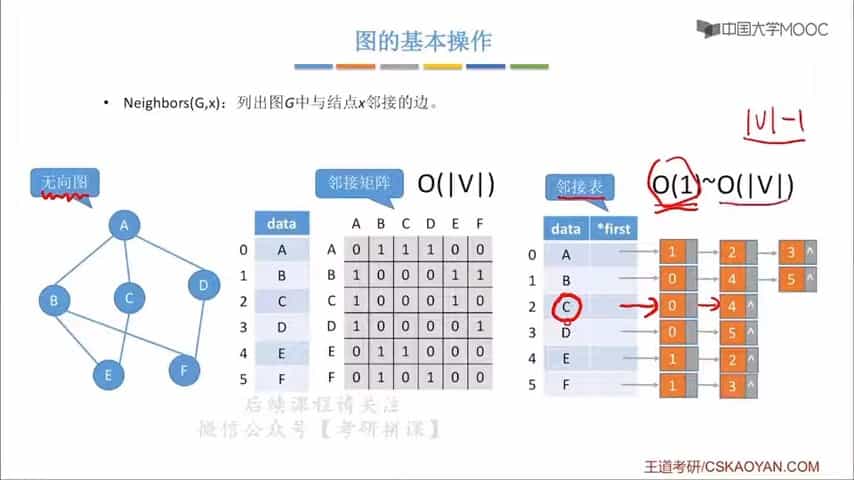 中国大学MOOC
图的基本操作
• Neighbors(G,x)：列出图G中与结点x邻接的边。
|V|-1
无向图
邻接矩阵 O(|V|)
邻接表 O(1)~O(|V|)
A
B
C
D
E
F
data
0 A
1 B
2 C
3 D
4 E
5 F
A B C D E F
A 0 1 1 1 0 0
B 1 0 0 0 1 1
C 1 0 0 0 1 0
D 1 0 0 0 0 1
E 0 1 1 0 0 0
F 0 1 0 1 0 0
data *first
0 A 1 2 3 ^
1 B 0 4 5 ^
2 C 0 4 ^
3 D 0 5 ^
4 E 1 2 ^
5 F 1 3 ^
后续课程请关注
微信公众号【考研拼课】
王道考研/CSKAOYAN.COM